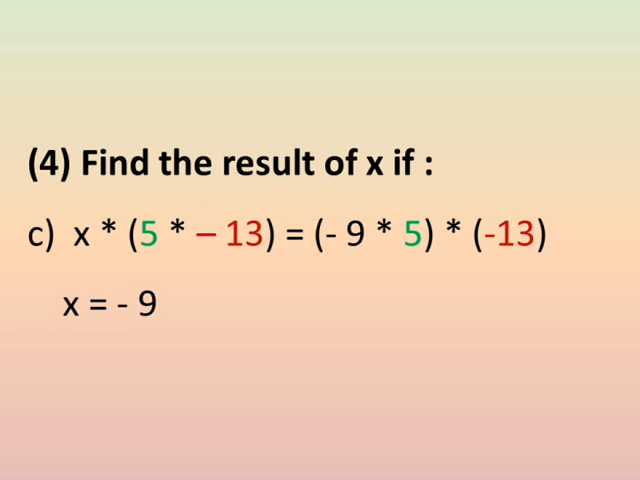 (4) Find the result of x if :
c) x * (5 * – 13) = (- 9 * 5) * (-13)
x = - 9